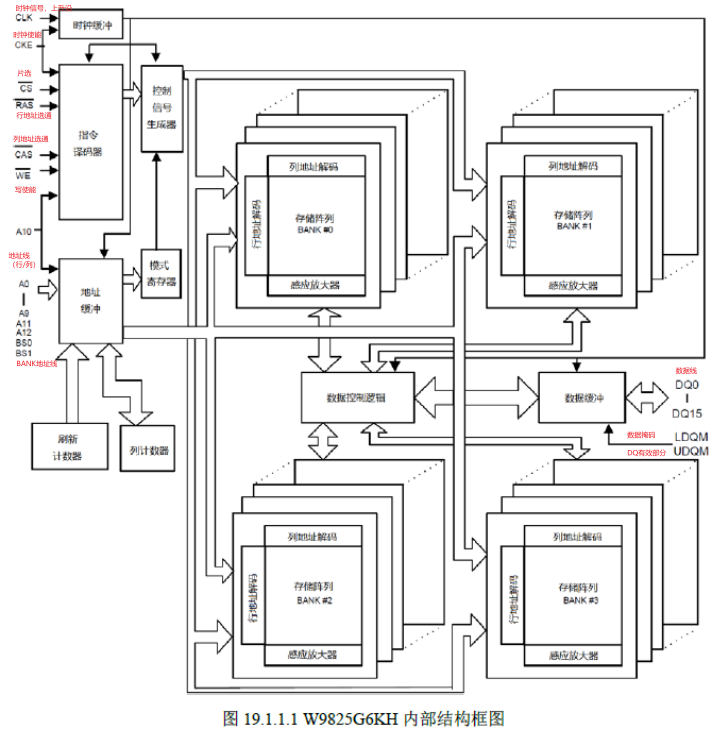 时钟信号，上升沿
CLK
时钟缓冲
时钟使能
CKE
片选
CS
RAS
行地址选通
指令
译码器
控制
信号
生成器
列地址选通
CAS
WE
写使能
A10
地址线
(行/列)
A0
A9
A11
A12
BS0
BS1
BANK地址线
地址
缓冲
模式
寄存器
刷新
计数器
列计数器
列地址解码
行地址解码
存储阵列
BANK #0
感应放大器
列地址解码
行地址解码
存储阵列
BANK #1
感应放大器
数据控制逻辑
数据缓冲
数据线
DQ0
DQ15
数据掩码
LDQM
DQ有效部分
UDQM
列地址解码
行地址解码
存储阵列
BANK #2
感应放大器
列地址解码
行地址解码
存储阵列
BANK #3
感应放大器
图 19.1.1.1 W9825G6KH 内部结构框图